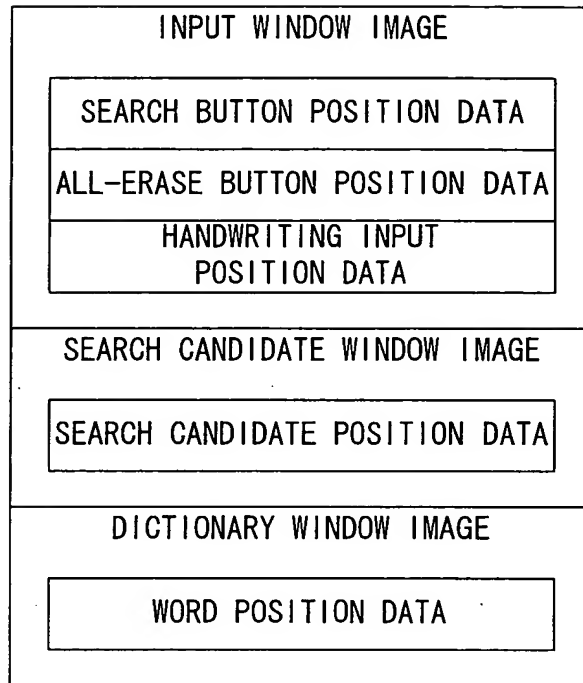 INPUT WINDOW IMAGE
SEARCH BUTTON POSITION DATA
ALL-ERASE BUTTON POSITION DATA
HANDWRITING INPUT
POSITION DATA
SEARCH CANDIDATE WINDOW IMAGE
SEARCH CANDIDATE POSITION DATA
DICTIONARY WINDOW IMAGE
WORD POSITION DATA